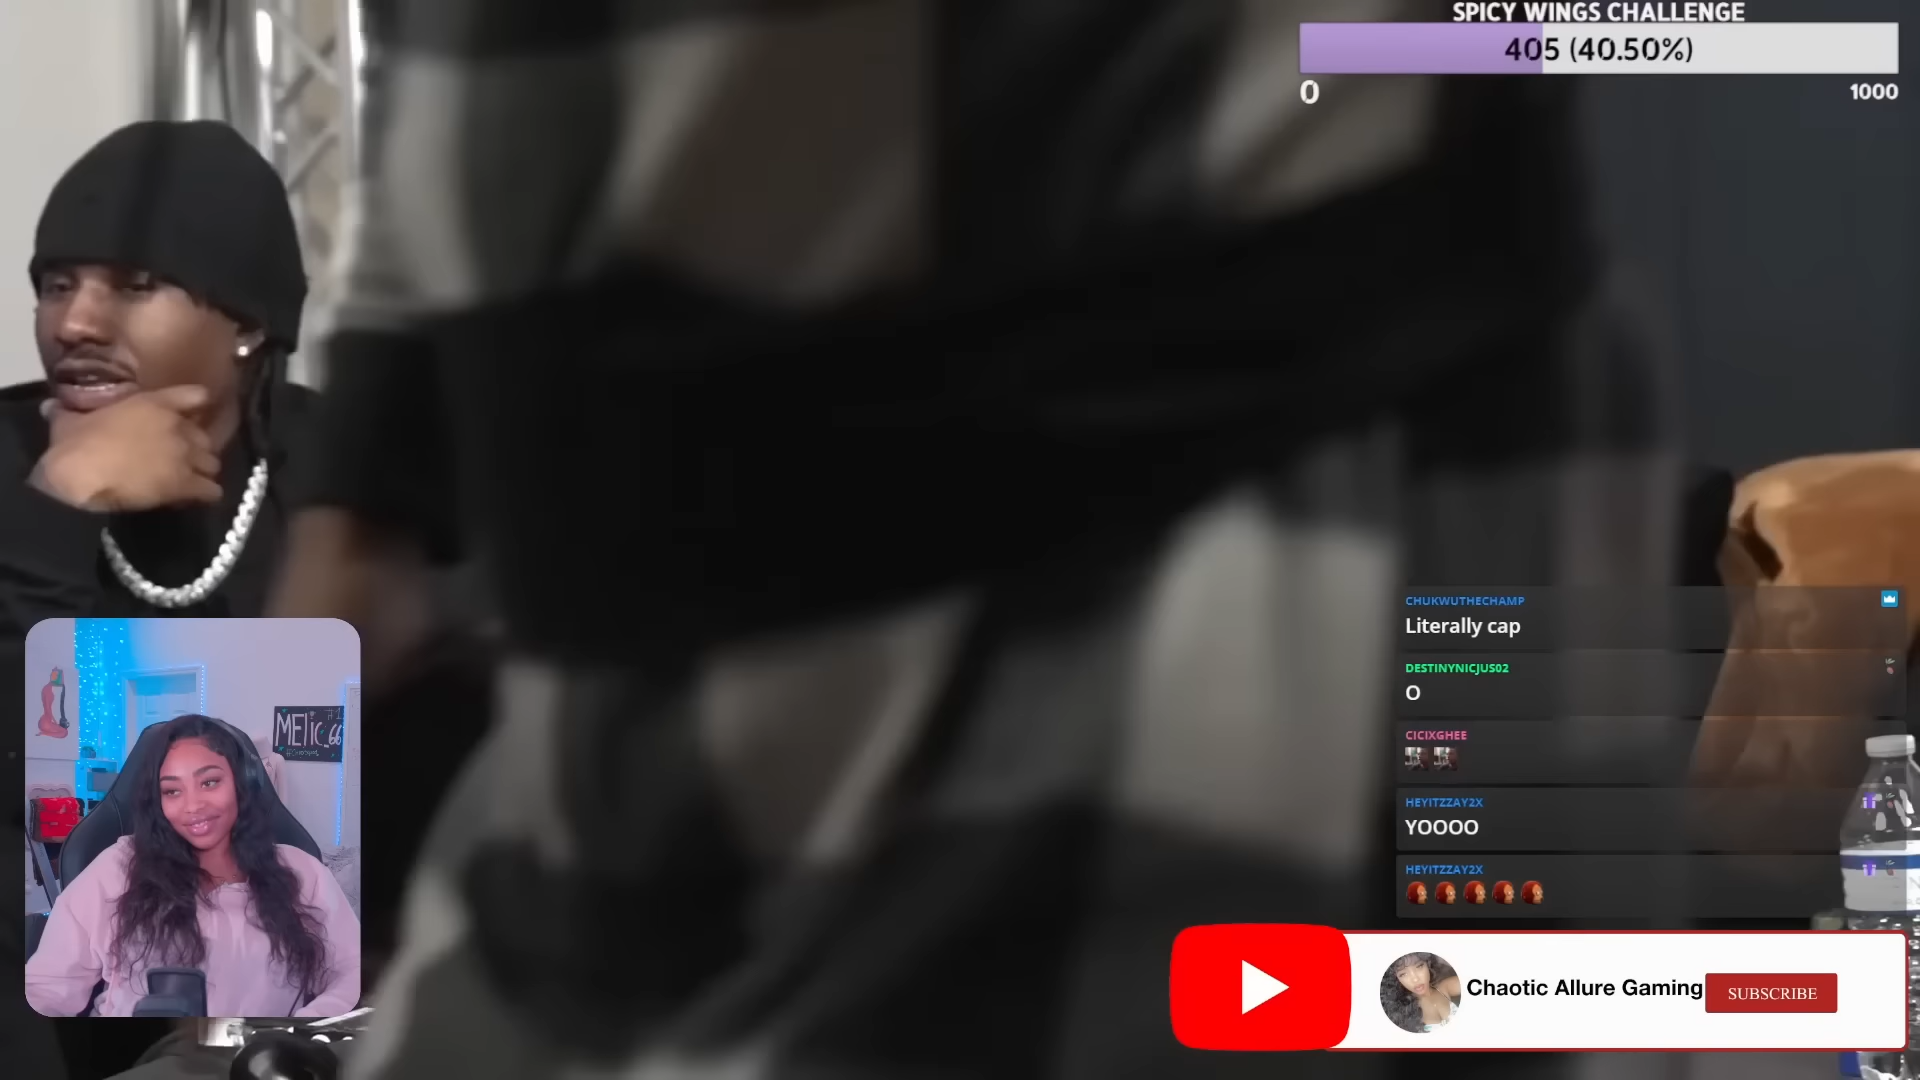 SPICY WINGS CHALLENGE
405 (40.50%)
0
1000
CHUKWUTHECHAMP
Literally cap
DESTINYNICJUS02
O
CICIXGHEE
HEYITZZAY2X
YOOOO
HEYITZZAY2X
MElic_66
Chaotic Allure Gaming
SUBSCRIBE